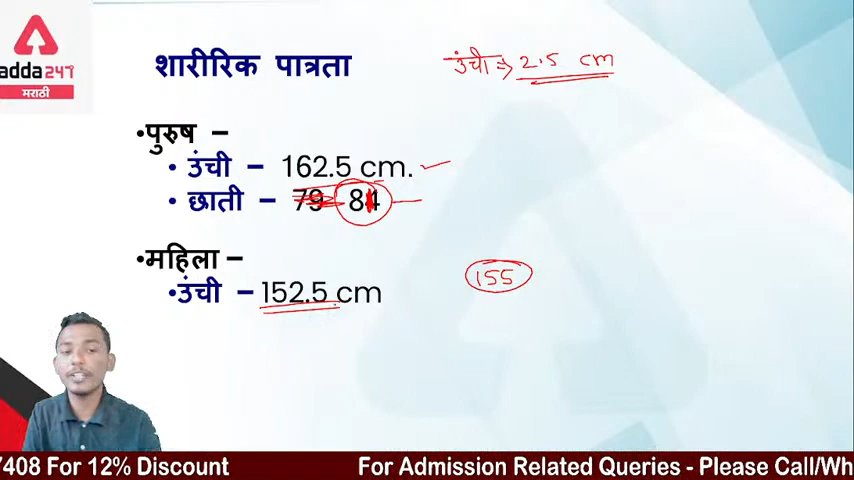 adda247
मराठी
शारीरिक पात्रता
उंची ⇒ 2.5 cm
•पुरुष –
• उंची – 162.5 cm.
• छाती – 79 84
•महिला –
•उंची – 152.5 cm
155
7408 For 12% Discount For Admission Related Queries - Please Call/Wh